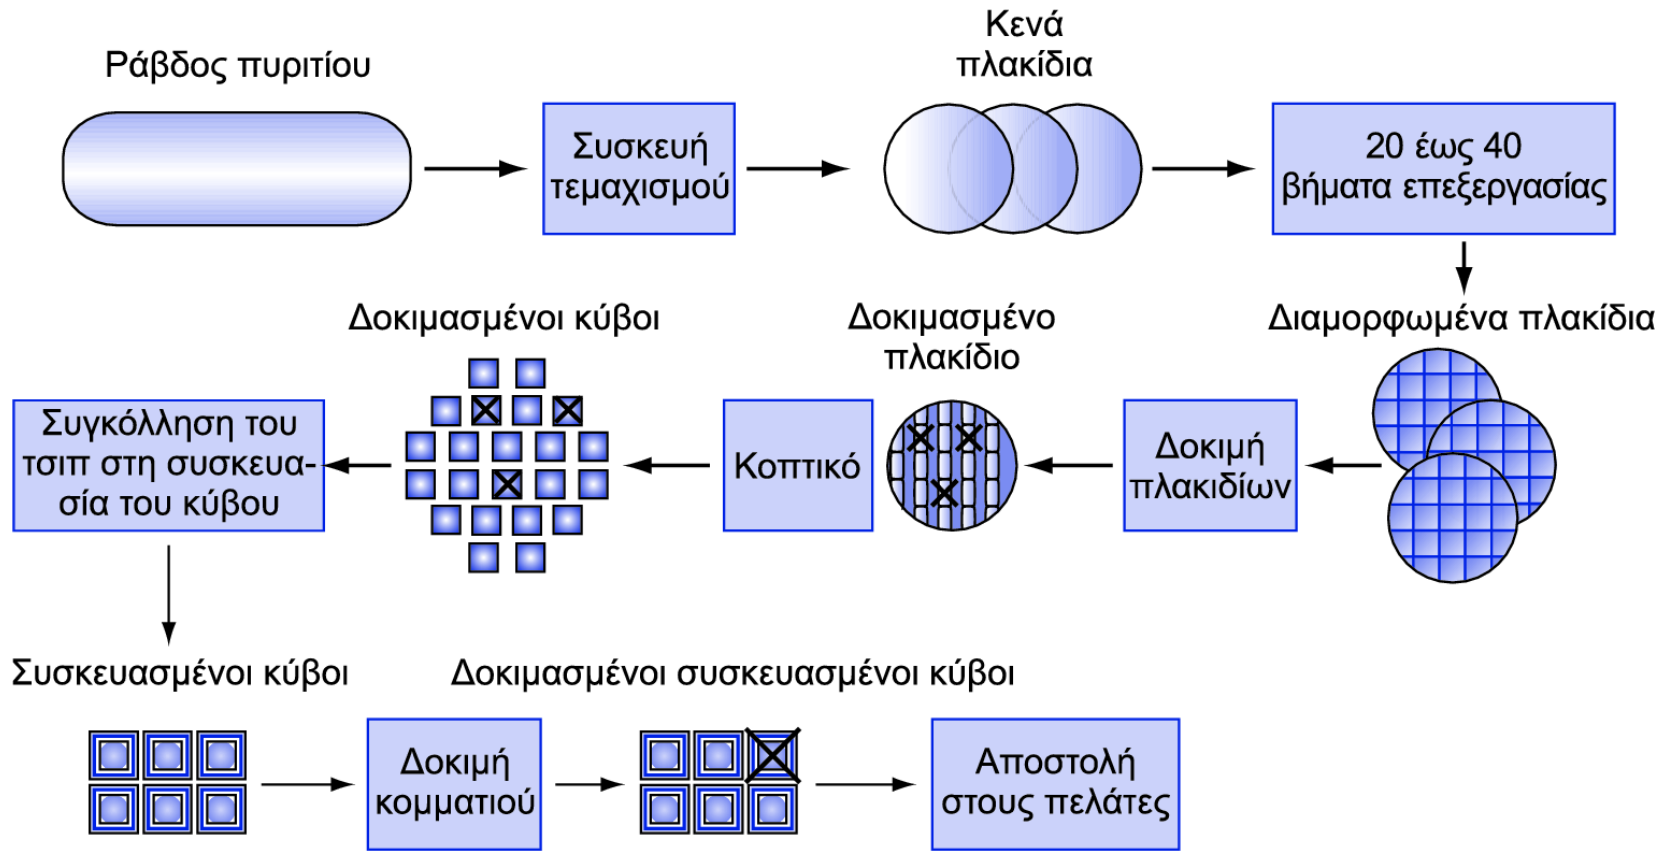 Ράβδος πυριτίου
Συσκευή
τεμαχισμού
Κενά
πλακίδια
20 έως 40
βήματα επεξεργασίας
Διαμορφωμένα πλακίδια
Δοκιμή
πλακιδίων
Δοκιμασμένο
πλακίδιο
Κοπτικό
Δοκιμασμένοι κύβοι
Συγκόλληση του
τσιπ στη συσκευα-
σία του κύβου
Συσκευασμένοι κύβοι
Δοκιμή
κομματιού
Δοκιμασμένοι συσκευασμένοι κύβοι
Αποστολή
στους πελάτες